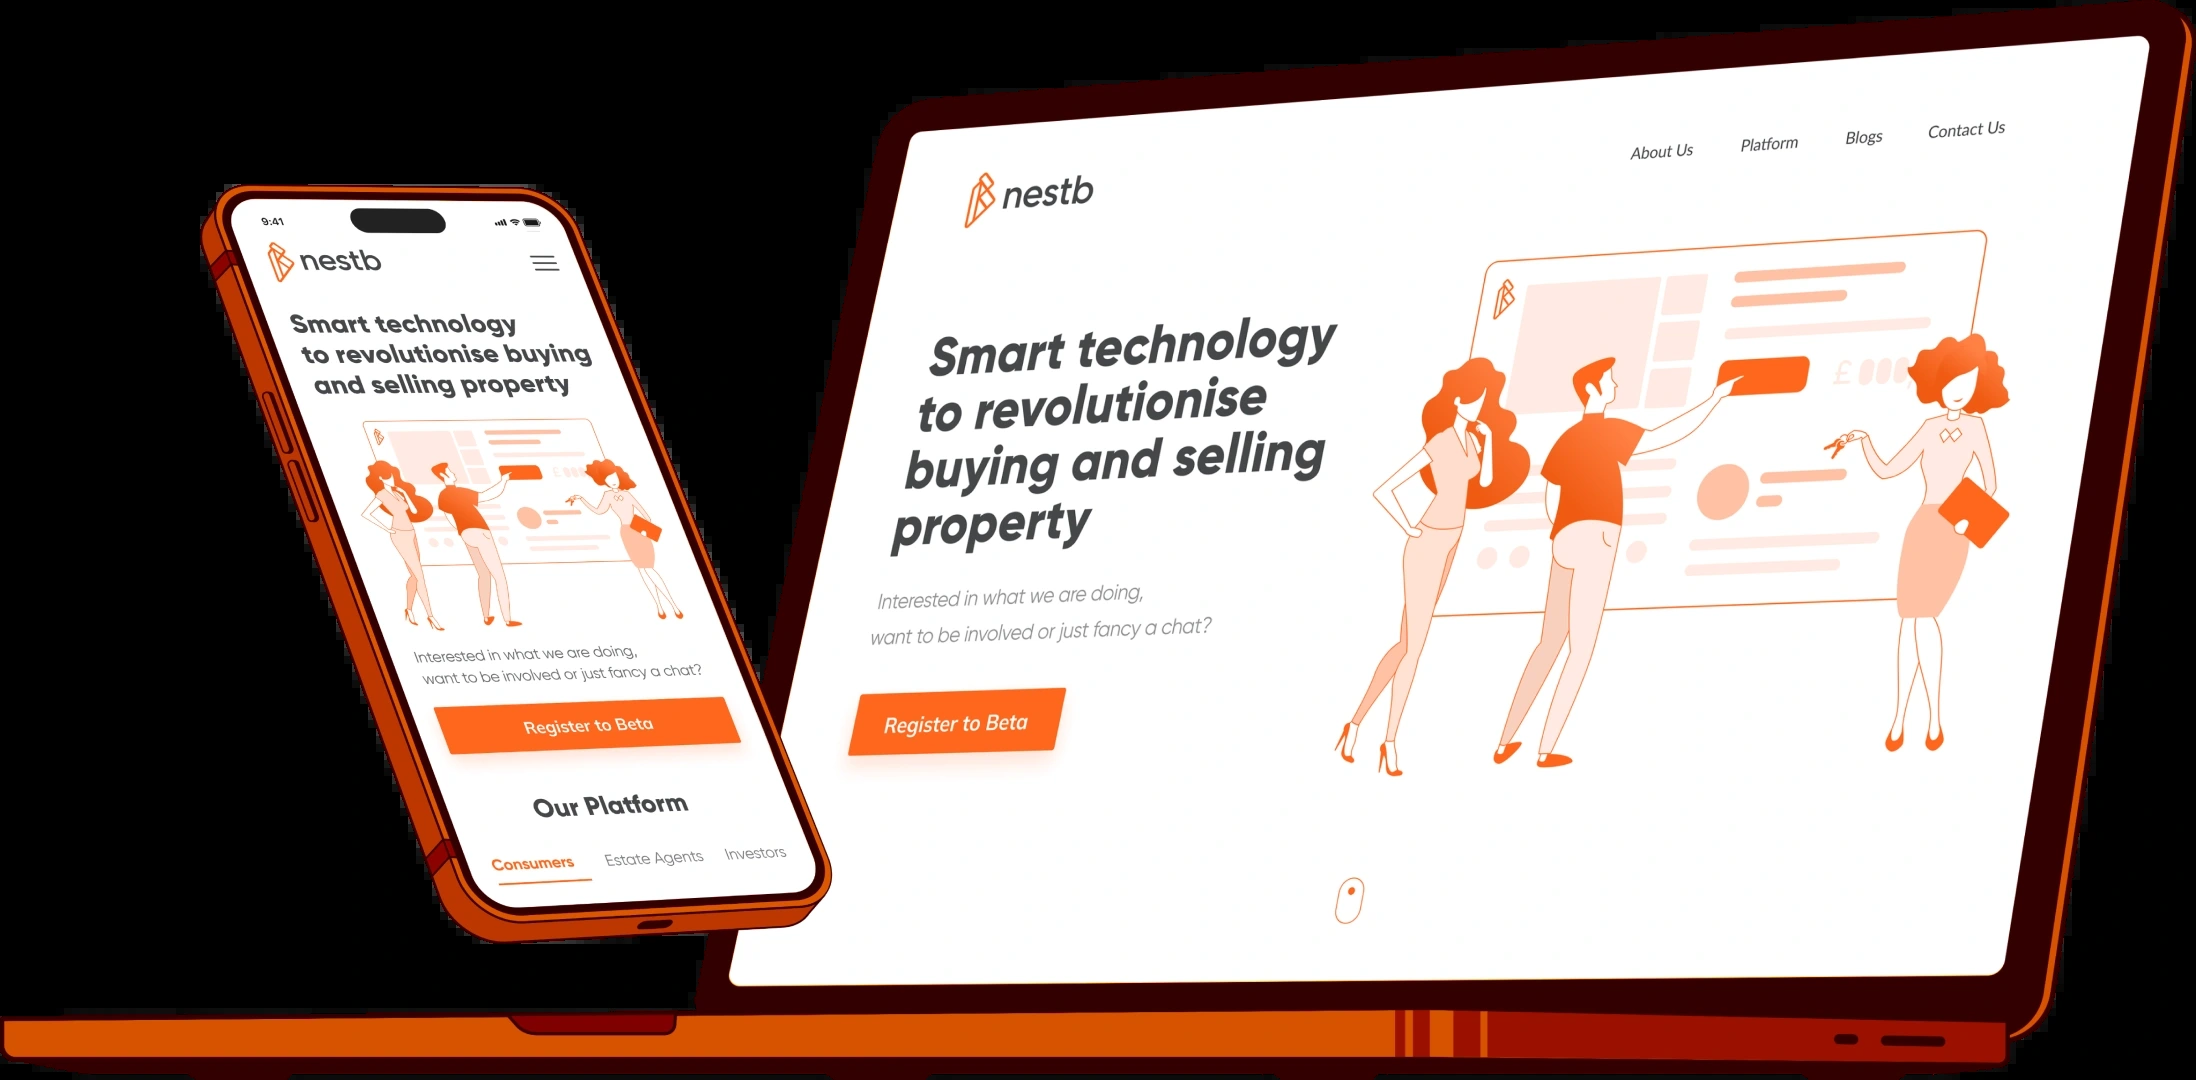 9:41
nestb
Smart technology
to revolutionise buying
and selling property
£
Interested in what we are doing,
want to be involved or just fancy a chat?
Register to Beta
Our Platform
Consumers Estate Agents Investors
About Us Platform Blogs Contact Us
nestb
Smart technology
to revolutionise
buying and selling
property
£
Interested in what we are doing,
want to be involved or just fancy a chat?
Register to Beta